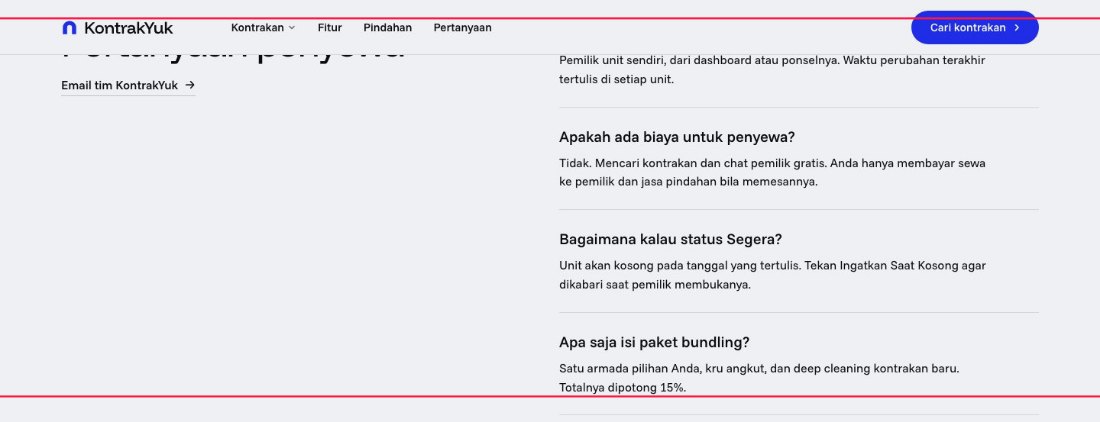 KontrakYuk
Kontrakan
Fitur
Pindahan
Pertanyaan
Cari kontrakan
Pertanyaan penyewa
Email tim KontrakYuk
Pemilik unit sendiri, dari dashboard atau ponselnya. Waktu perubahan terakhir
tertulis di setiap unit.
Apakah ada biaya untuk penyewa?
Tidak. Mencari kontrakan dan chat pemilik gratis. Anda hanya membayar sewa
ke pemilik dan jasa pindahan bila memesannya.
Bagaimana kalau status Segera?
Unit akan kosong pada tanggal yang tertulis. Tekan Ingatkan Saat Kosong agar
dikabari saat pemilik membukanya.
Apa saja isi paket bundling?
Satu armada pilihan Anda, kru angkut, dan deep cleaning kontrakan baru.
Totalnya dipotong 15%.